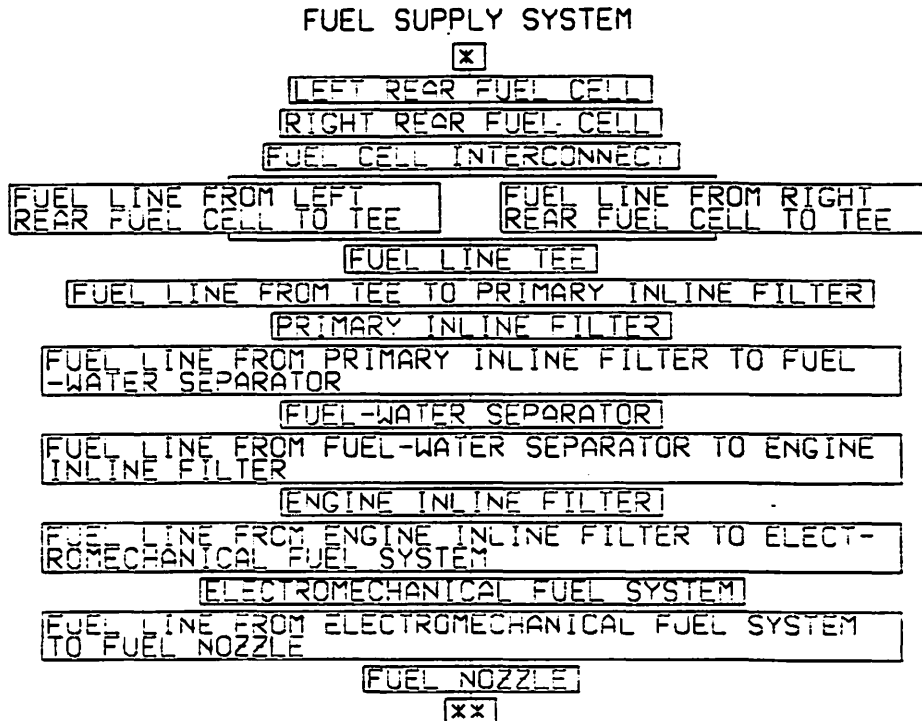 FUEL SUPPLY SYSTEM
*
LEFT REAR FUEL CELL
RIGHT REAR FUEL CELL
FUEL CELL INTERCONNECT
FUEL LINE FROM LEFT
REAR FUEL CELL TO TEE
FUEL LINE FROM RIGHT
REAR FUEL CELL TO TEE
FUEL LINE TEE
FUEL LINE FROM TEE TO PRIMARY INLINE FILTER
PRIMARY INLINE FILTER
FUEL LINE FROM PRIMARY INLINE FILTER TO FUEL
-WATER SEPARATOR
FUEL-WATER SEPARATOR
FUEL LINE FROM FUEL-WATER SEPARATOR TO ENGINE
INLINE FILTER
ENGINE INLINE FILTER
FUEL LINE FROM ENGINE INLINE FILTER TO ELECT-
ROMECHANICAL FUEL SYSTEM
ELECTROMECHANICAL FUEL SYSTEM
FUEL LINE FROM ELECTROMECHANICAL FUEL SYSTEM
TO FUEL NOZZLE
FUEL NOZZLE
**